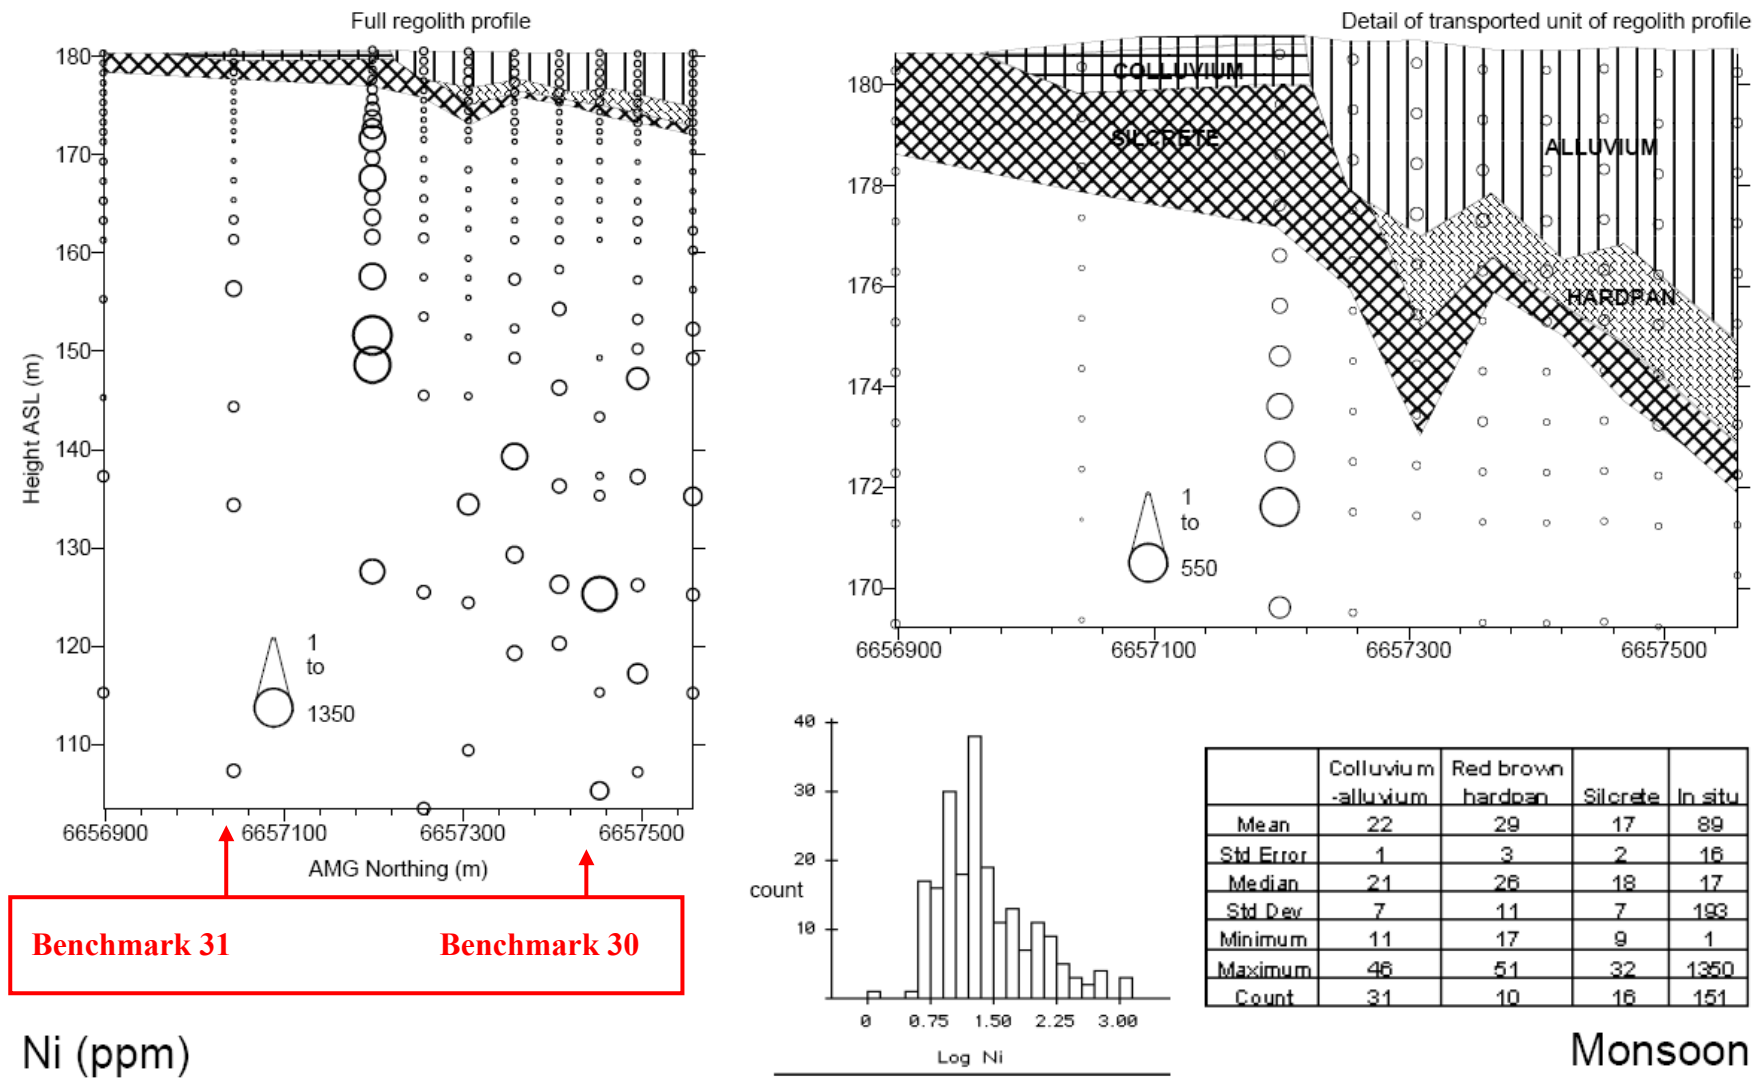 Full regolith profile
180
170
160
150
140
130
120
110
Height ASL (m)
1
to
1350
6656900 6657100 6657300 6657500
AMG Northing (m)
Benchmark 31 Benchmark 30
Ni (ppm)
Detail of transported unit of regolith profile
180
178
176
174
172
170
COLLUVIUM
SILCRETE
ALLUVIUM
HARDPAN
1
to
550
6656900 6657100 6657300 6657500
40
30
20
10
count
0 0.75 1.50 2.25 3.00
Log Ni
Colluvium Red brown
-alluvium hardpan Silcrete In situ
Mean 22 29 17 89
Std Error 1 3 2 16
Median 21 26 18 17
Std Dev 7 11 7 193
Minimum 11 17 9 1
Maximum 46 51 32 1350
Count 31 10 16 151
Monsoon